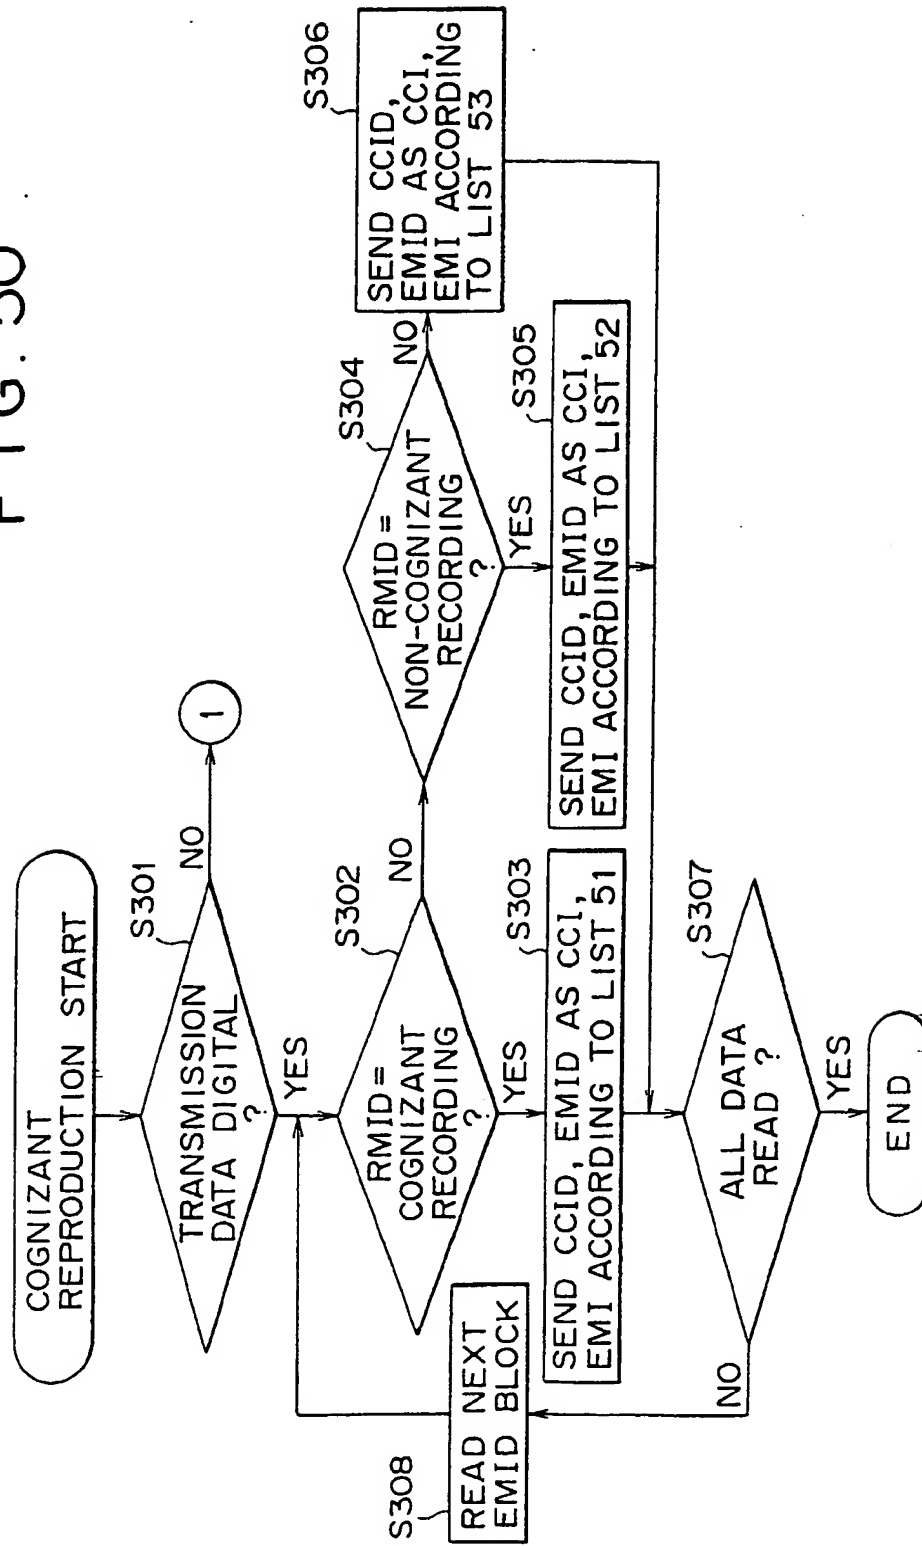 FIG. 30
COGNIZANT
REPRODUCTION START
S301
TRANSMISSION
DATA DIGITAL
?
NO
1
YES
S302
RMID=
COGNIZANT
RECORDING
?
NO
YES
S304
RMID=
NON-COGNIZANT
RECORDING
?
NO
YES
S306
SEND CCID,
EMID AS CCI,
EMI ACCORDING
TO LIST 53
S303
SEND CCID, EMID AS CCI,
EMI ACCORDING TO LIST 51
S305
SEND CCID, EMID AS CCI,
EMI ACCORDING TO LIST 52
S307
ALL DATA
READ ?
NO
YES
S308
READ NEXT
EMID BLOCK
END